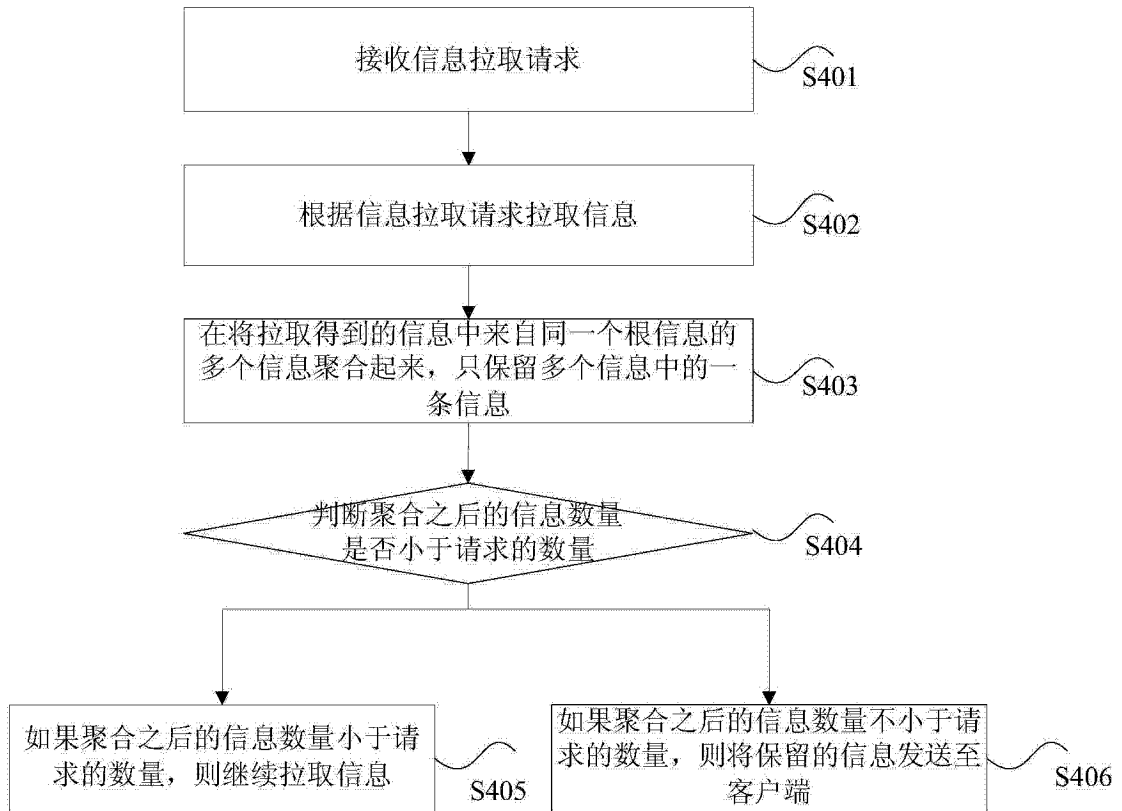 接收信息拉取请求
S401
根据信息拉取请求拉取信息
S402
在将拉取得到的信息中来自同一个根信息的
多个信息聚合起来，只保留多个信息中的一
条信息
S403
判断聚合之后的信息数量
是否小于请求的数量
S404
如果聚合之后的信息数量小于请
求的数量，则继续拉取信息
S405
如果聚合之后的信息数量不小于请
求的数量，则将保留的信息发送至
客户端
S406